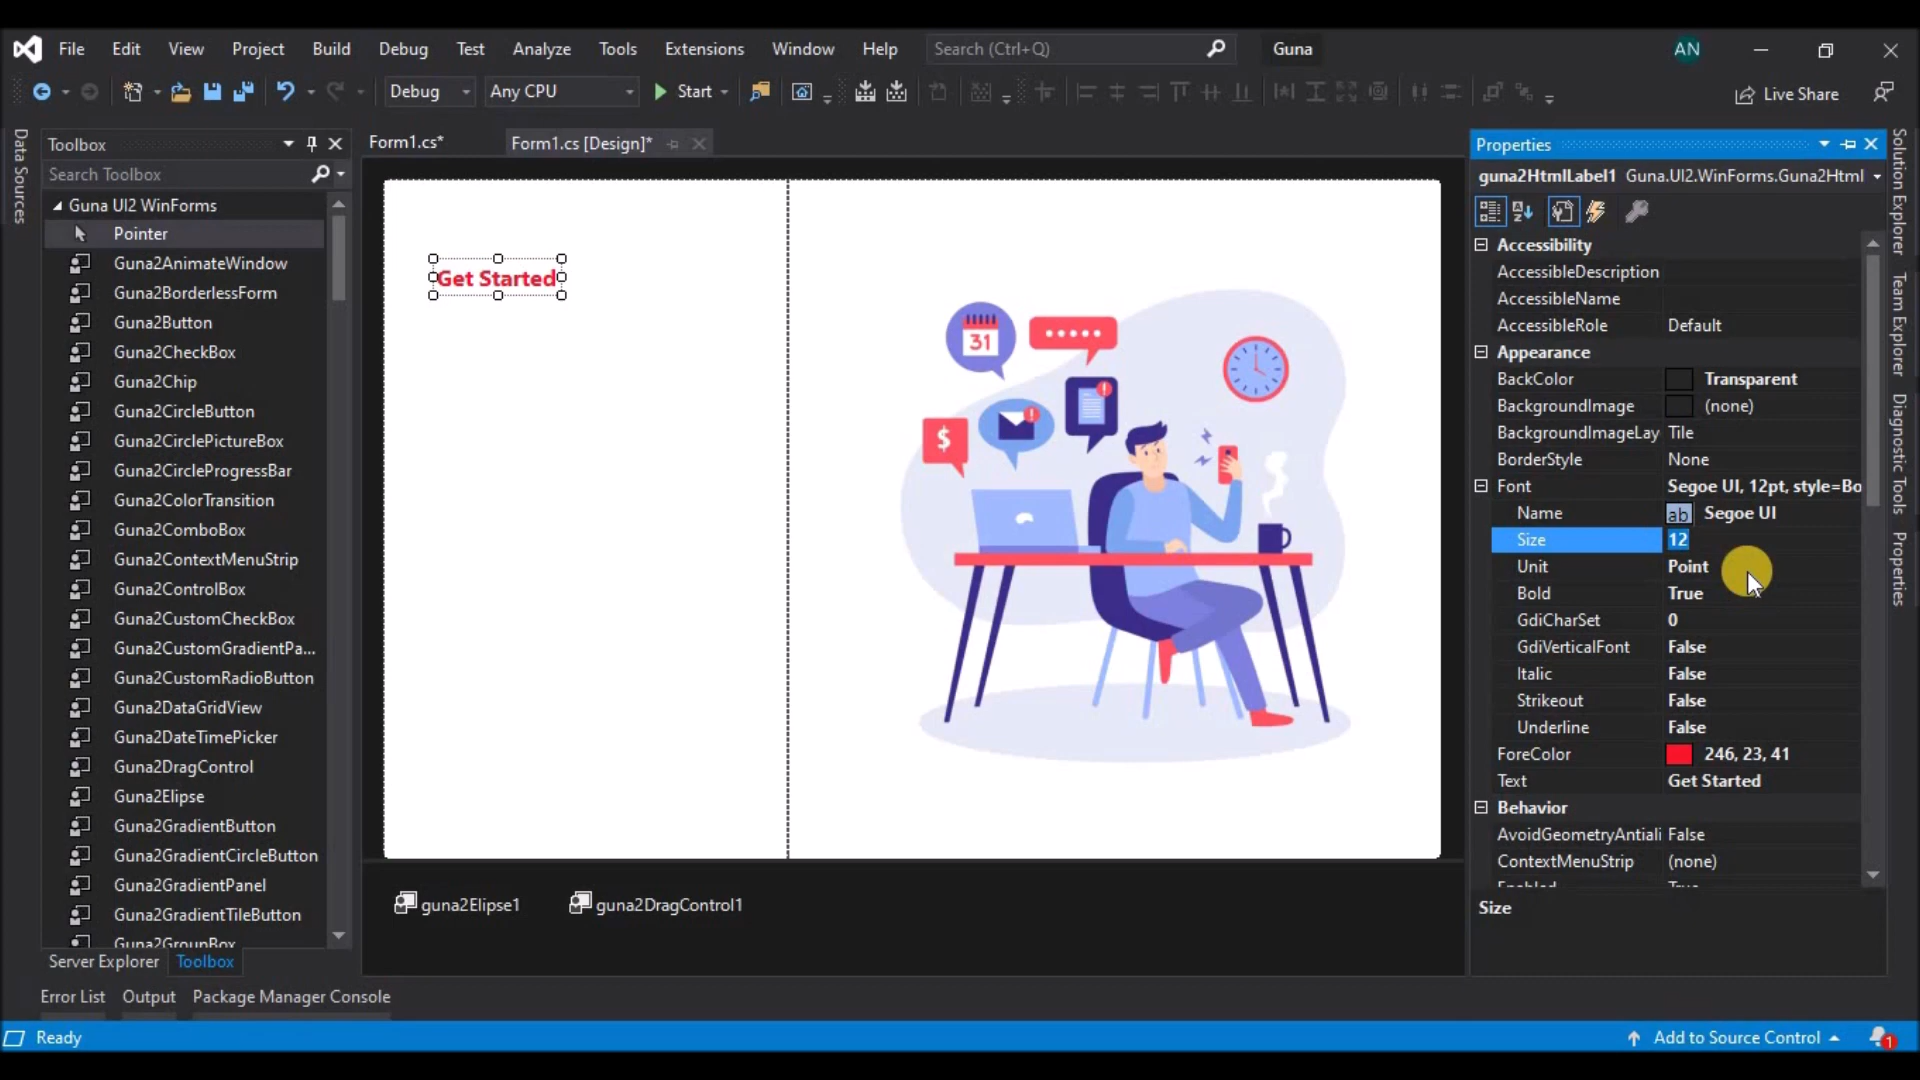 File Edit View Project Build Debug Test Analyze Tools Extensions Window Help Search (Ctrl+Q) Guna AN
Debug Any CPU Start Live Share
Data Sources
Toolbox
Search Toolbox
Guna UI2 WinForms
Pointer
Guna2AnimateWindow
Guna2BorderlessForm
Guna2Button
Guna2CheckBox
Guna2Chip
Guna2CircleButton
Guna2CirclePictureBox
Guna2CircleProgressBar
Guna2ColorTransition
Guna2ComboBox
Guna2ContextMenuStrip
Guna2ControlBox
Guna2CustomCheckBox
Guna2CustomGradientPa...
Guna2CustomRadioButton
Guna2DataGridView
Guna2DateTimePicker
Guna2DragControl
Guna2Elipse
Guna2GradientButton
Guna2GradientCircleButton
Guna2GradientPanel
Guna2GradientTileButton
Guna2GroupBox
Server Explorer Toolbox
Form1.cs* Form1.cs [Design]*
Get Started
31
$
guna2Elipse1 guna2DragControl1
Properties
guna2HtmlLabel1 Guna.UI2.WinForms.Guna2Html
Accessibility
AccessibleDescription
AccessibleName
AccessibleRole Default
Appearance
BackColor Transparent
BackgroundImage (none)
BackgroundImageLay Tile
BorderStyle None
Font Segoe UI, 12pt, style=Bo
Name ab Segoe UI
Size 12
Unit Point
Bold True
GdiCharSet 0
GdiVerticalFont False
Italic False
Strikeout False
Underline False
ForeColor 246, 23, 41
Text Get Started
Behavior
AvoidGeometryAntiali False
ContextMenuStrip (none)
Enabled True
Size
Solution Explorer
Team Explorer
Diagnostic Tools
Properties
Error List Output Package Manager Console
Ready Add to Source Control 1